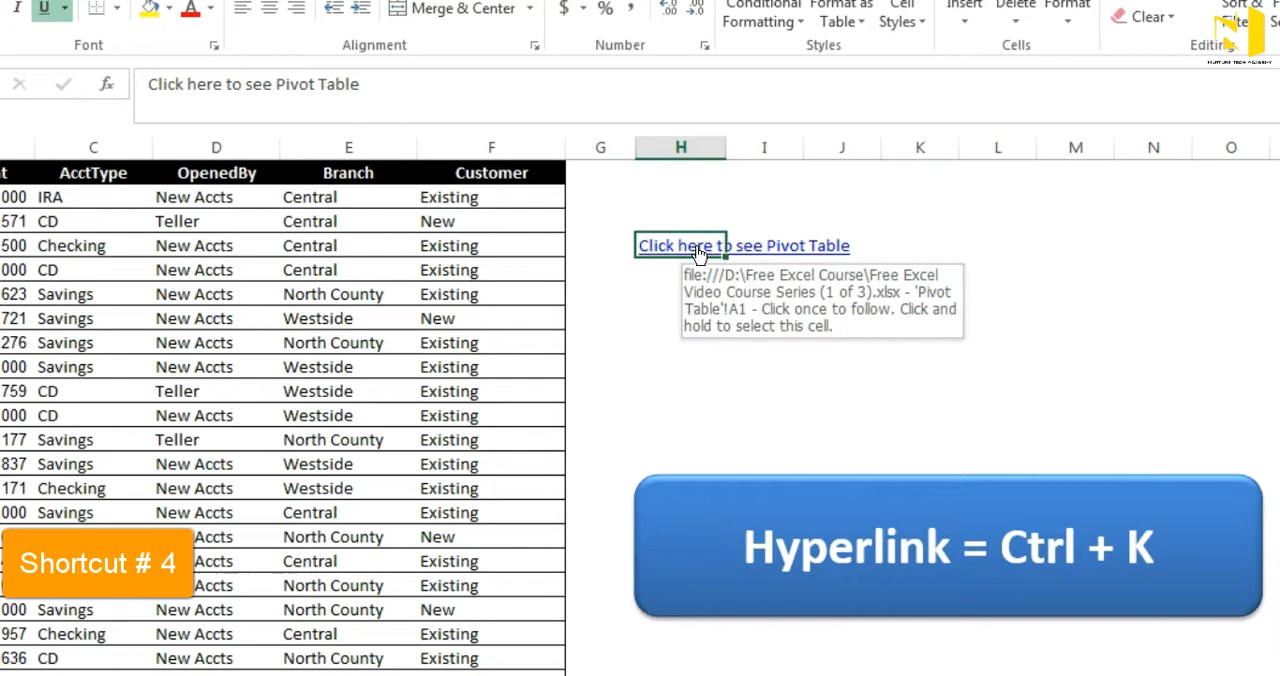 I U Merge & Center $ % , Conditional Format as Cell Insert Delete Format Clear Sort &
Formatting Table Styles Filter
Font Alignment Number Styles Cells Editing
NURTURE TECH ACADEMY
fx Click here to see Pivot Table
C D E F G H I J K L M N O
t AcctType OpenedBy Branch Customer
000 IRA New Accts Central Existing
571 CD Teller Central New
500 Checking New Accts Central Existing
Click here to see Pivot Table
000 CD New Accts Central Existing
file:///D:\Free Excel Course\Free Excel
Video Course Series (1 of 3).xlsx - 'Pivot
Table'!A1 - Click once to follow. Click and
hold to select this cell.
623 Savings New Accts North County Existing
721 Savings New Accts Westside New
276 Savings New Accts North County Existing
000 Savings New Accts Westside Existing
759 CD Teller Westside Existing
000 CD New Accts Westside Existing
177 Savings Teller North County Existing
837 Savings New Accts Westside Existing
171 Checking New Accts Westside Existing
000 Savings New Accts Central Existing
Hyperlink = Ctrl + K
Shortcut # 4
Accts North County New
New Accts Central Existing
New Accts North County Existing
000 Savings New Accts North County New
957 Checking New Accts Central Existing
636 CD New Accts North County Existing